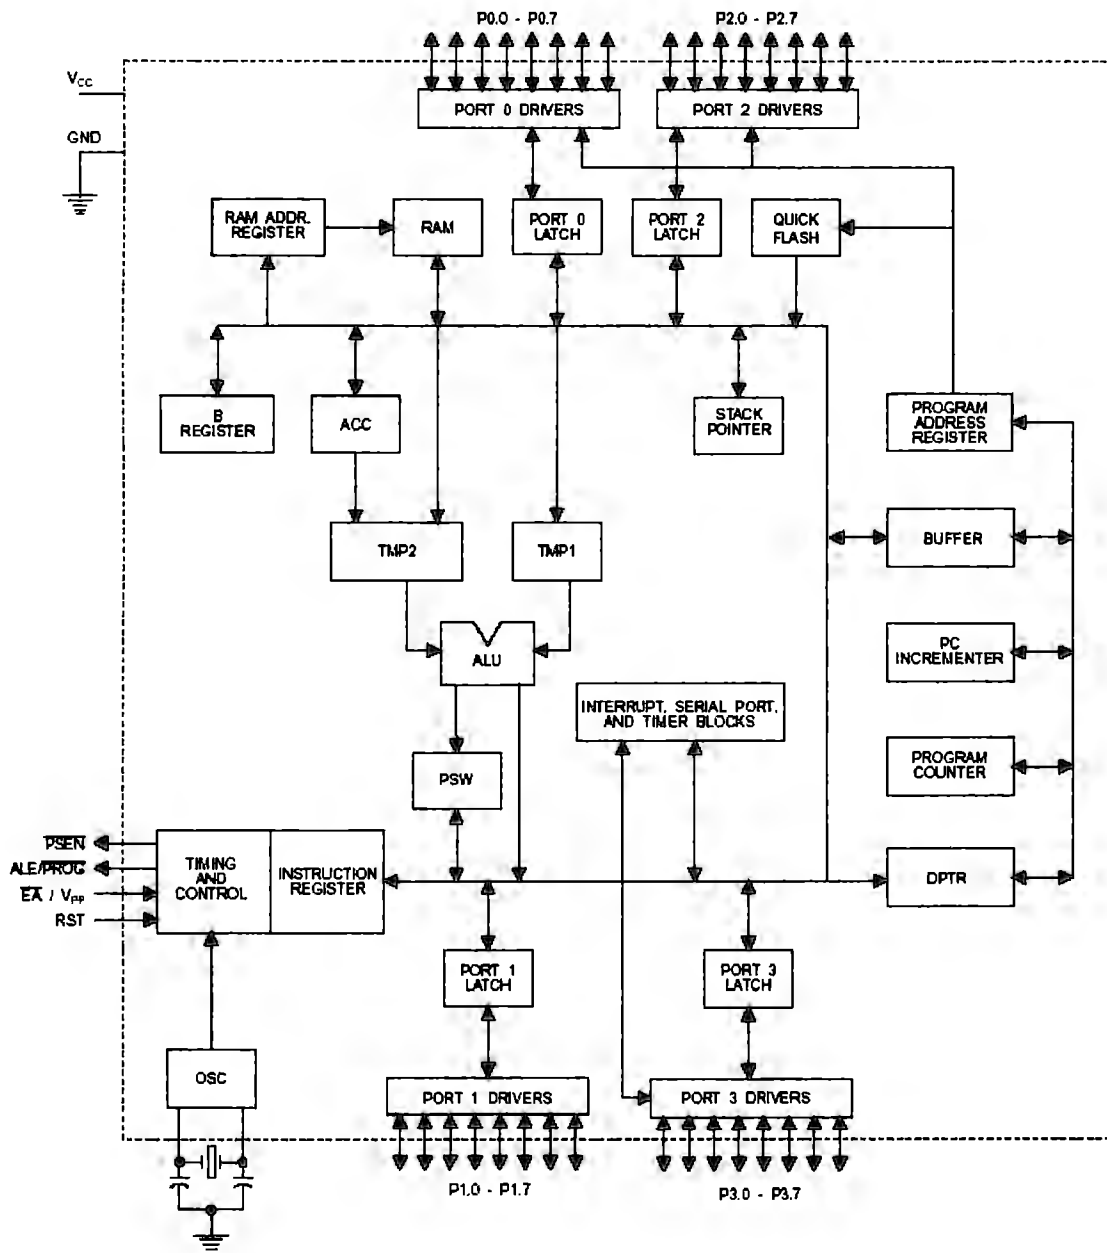 P0.0 - P0.7
P2.0 - P2.7
VCC
GND
PORT 0 DRIVERS
PORT 2 DRIVERS
RAM ADDR.
REGISTER
RAM
PORT 0
LATCH
PORT 2
LATCH
QUICK
FLASH
B
REGISTER
ACC
STACK
POINTER
PROGRAM
ADDRESS
REGISTER
TMP2
TMP1
BUFFER
ALU
PC
INCREMENTER
INTERRUPT, SERIAL PORT,
AND TIMER BLOCKS
PSW
PROGRAM
COUNTER
PSEN
ALE/PROG
EA / VPP
RST
TIMING
AND
CONTROL
INSTRUCTION
REGISTER
DPTR
PORT 1
LATCH
PORT 3
LATCH
OSC
PORT 1 DRIVERS
PORT 3 DRIVERS
P1.0 - P1.7
P3.0 - P3.7